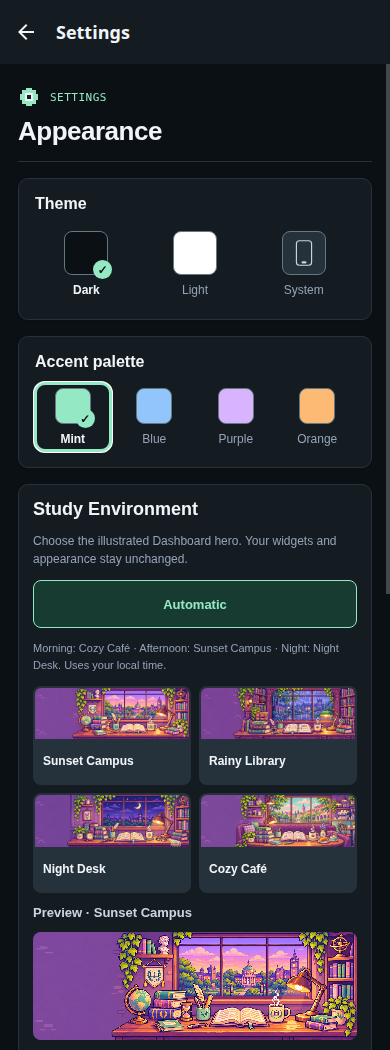 Settings
SETTINGS
Appearance
Theme
Dark
Light
System
Accent palette
Mint
Blue
Purple
Orange
Study Environment
Choose the illustrated Dashboard hero. Your widgets and
appearance stay unchanged.
Automatic
Morning: Cozy Café · Afternoon: Sunset Campus · Night: Night
Desk. Uses your local time.
Sunset Campus
Rainy Library
Night Desk
Cozy Café
Preview · Sunset Campus